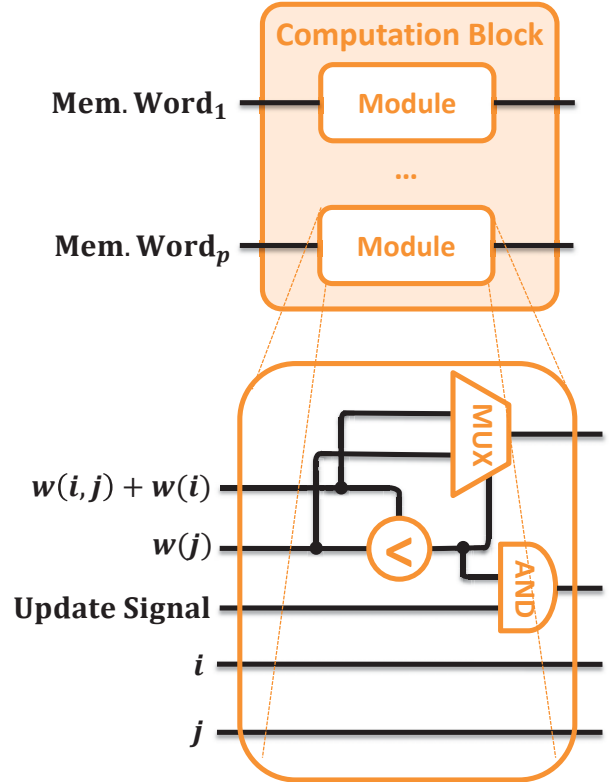 Computation Block
Mem. Word₁
Module
...
Mem. Wordₚ
Module
MUX
w(i, j) + w(i)
w(j)
<
AND
Update Signal
i
j